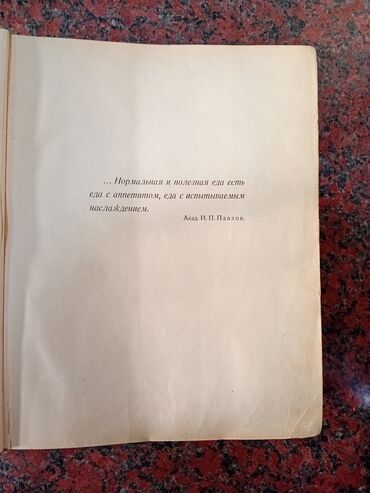 ... Нормальная и полезная еда есть
еда с аппетитом, еда с испытываемым
наслаждением.
Акад. И. П. Павлов.